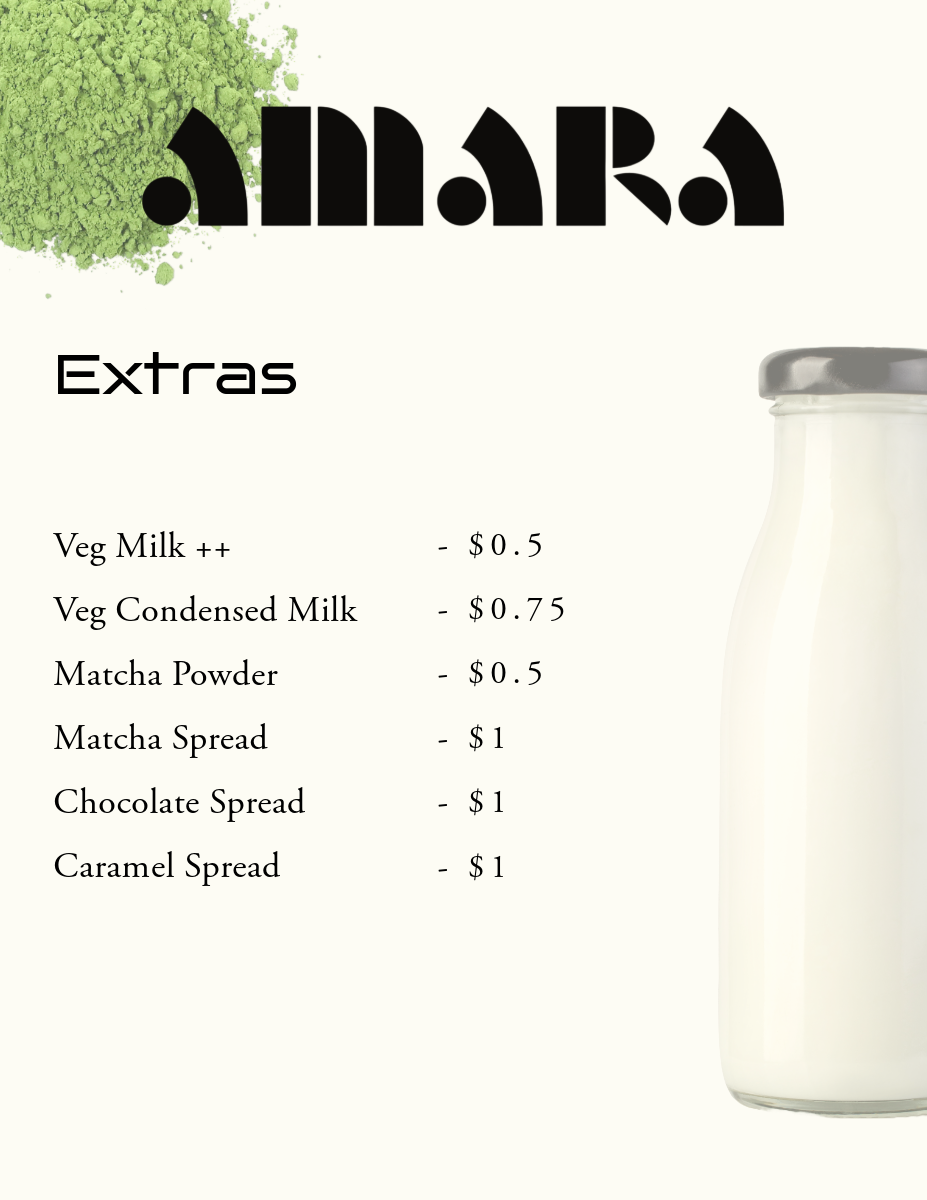 AMARA
Extras
Veg Milk ++ - $0.5
Veg Condensed Milk - $0.75
Matcha Powder - $0.5
Matcha Spread - $1
Chocolate Spread - $1
Caramel Spread - $1